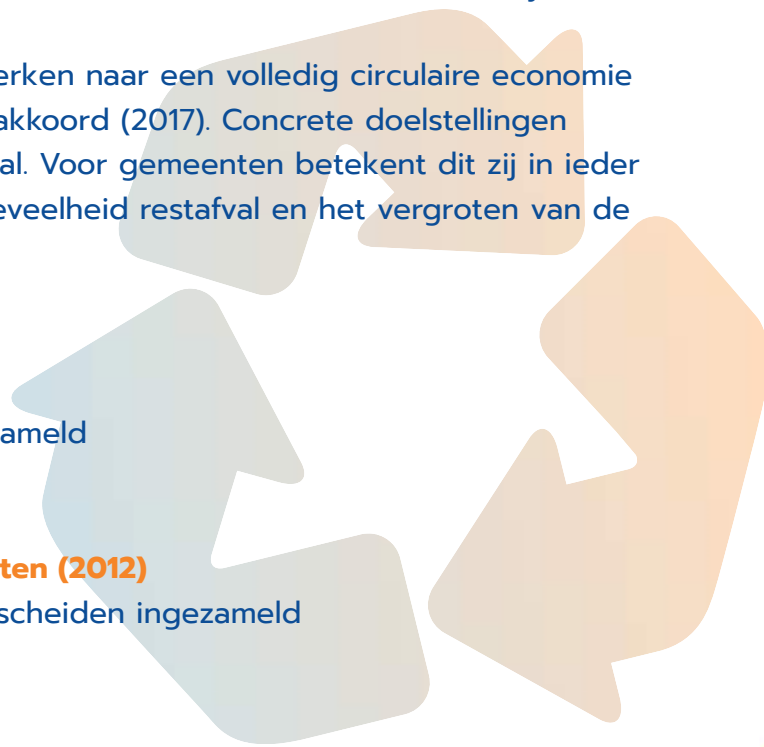 erken naar een volledig circulaire economie
akkoord (2017). Concrete doelstellingen
al. Voor gemeenten betekent dit zij in ieder
eveelheid restafval en het vergroten van de
ameld
ten (2012)
scheiden ingezameld